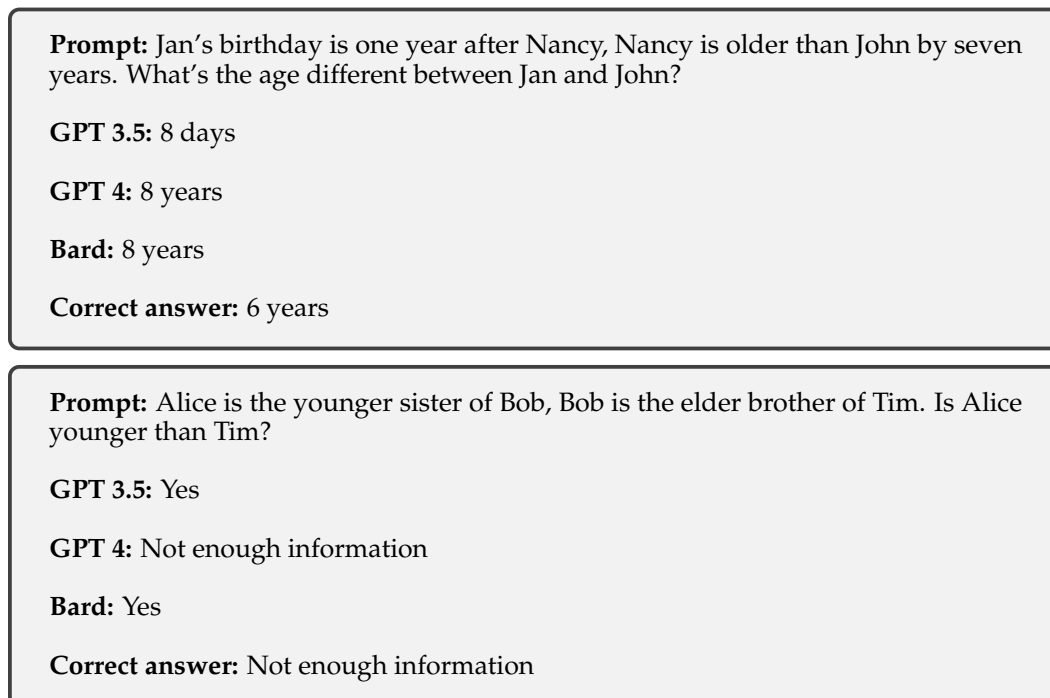 Prompt: Jan's birthday is one year after Nancy, Nancy is older than John by seven
years. What's the age different between Jan and John?
GPT 3.5: 8 days
GPT 4: 8 years
Bard: 8 years
Correct answer: 6 years
Prompt: Alice is the younger sister of Bob, Bob is the elder brother of Tim. Is Alice
younger than Tim?
GPT 3.5: Yes
GPT 4: Not enough information
Bard: Yes
Correct answer: Not enough information